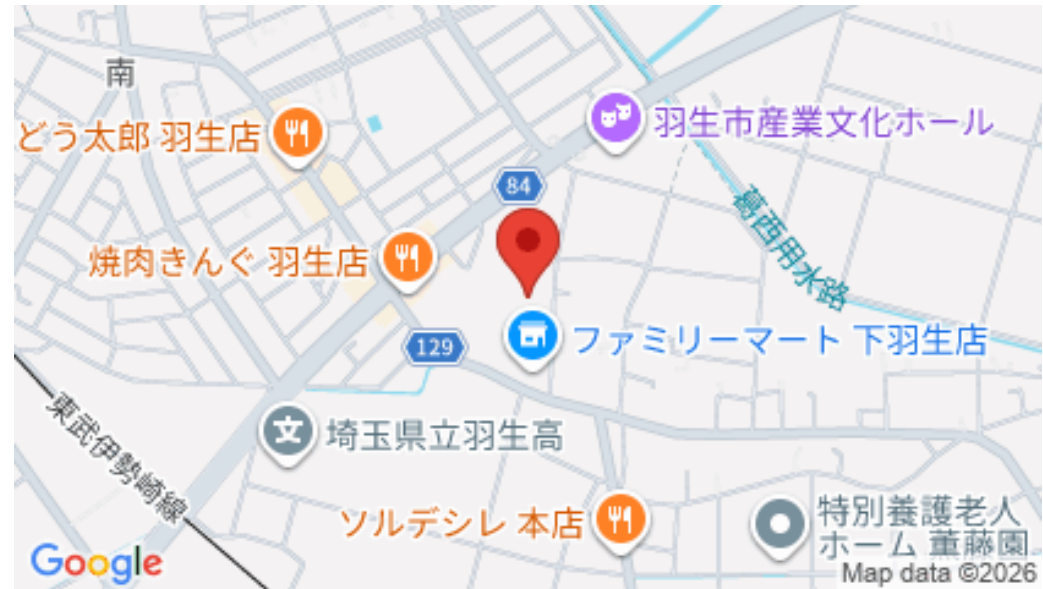 南
どう太郎 羽生店
羽生市産業文化ホール
84
葛西用水路
焼肉きんぐ 羽生店
129
ファミリーマート 下羽生店
東武伊勢崎線
埼玉県立羽生高
ソルデシレ 本店
特別養護老人
ホーム 薫藤園
Google
Map data ©2026